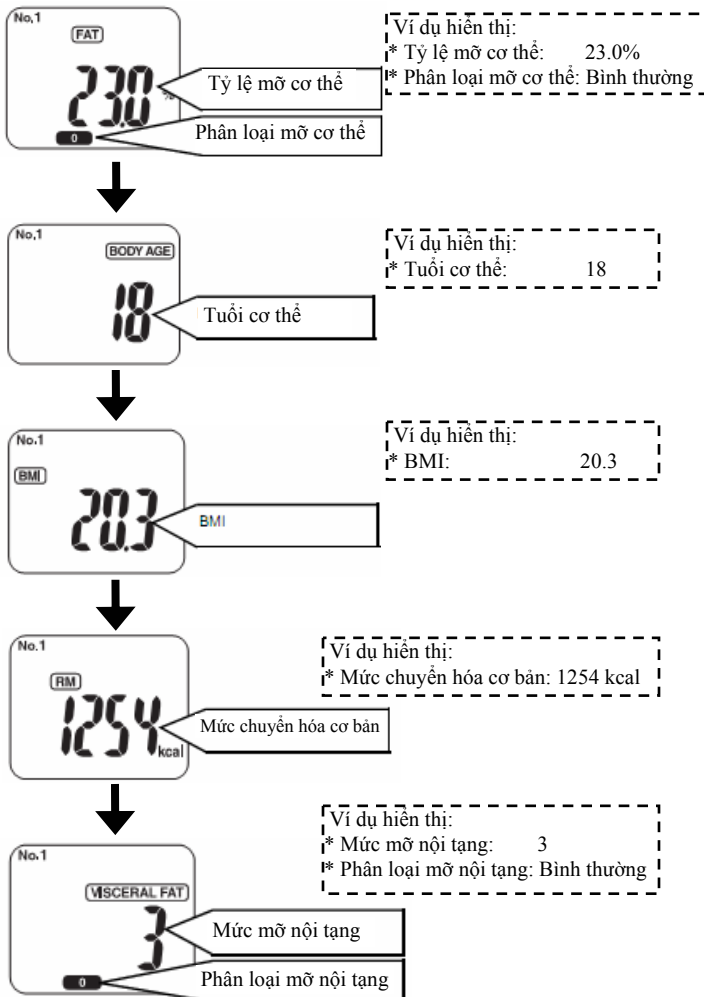 No.1
FAT
23.0 %
0
Tỷ lệ mỡ cơ thể
Phân loại mỡ cơ thể
Ví dụ hiển thị:
* Tỷ lệ mỡ cơ thể: 23.0%
* Phân loại mỡ cơ thể: Bình thường
No.1
BODY AGE
18
Tuổi cơ thể
Ví dụ hiển thị:
* Tuổi cơ thể: 18
No.1
BMI
20.3
BMI
Ví dụ hiển thị:
* BMI: 20.3
No.1
RM
1254 kcal
Mức chuyển hóa cơ bản
Ví dụ hiển thị:
* Mức chuyển hóa cơ bản: 1254 kcal
No.1
VISCERAL FAT
3
0
Mức mỡ nội tạng
Phân loại mỡ nội tạng
Ví dụ hiển thị:
* Mức mỡ nội tạng: 3
* Phân loại mỡ nội tạng: Bình thường